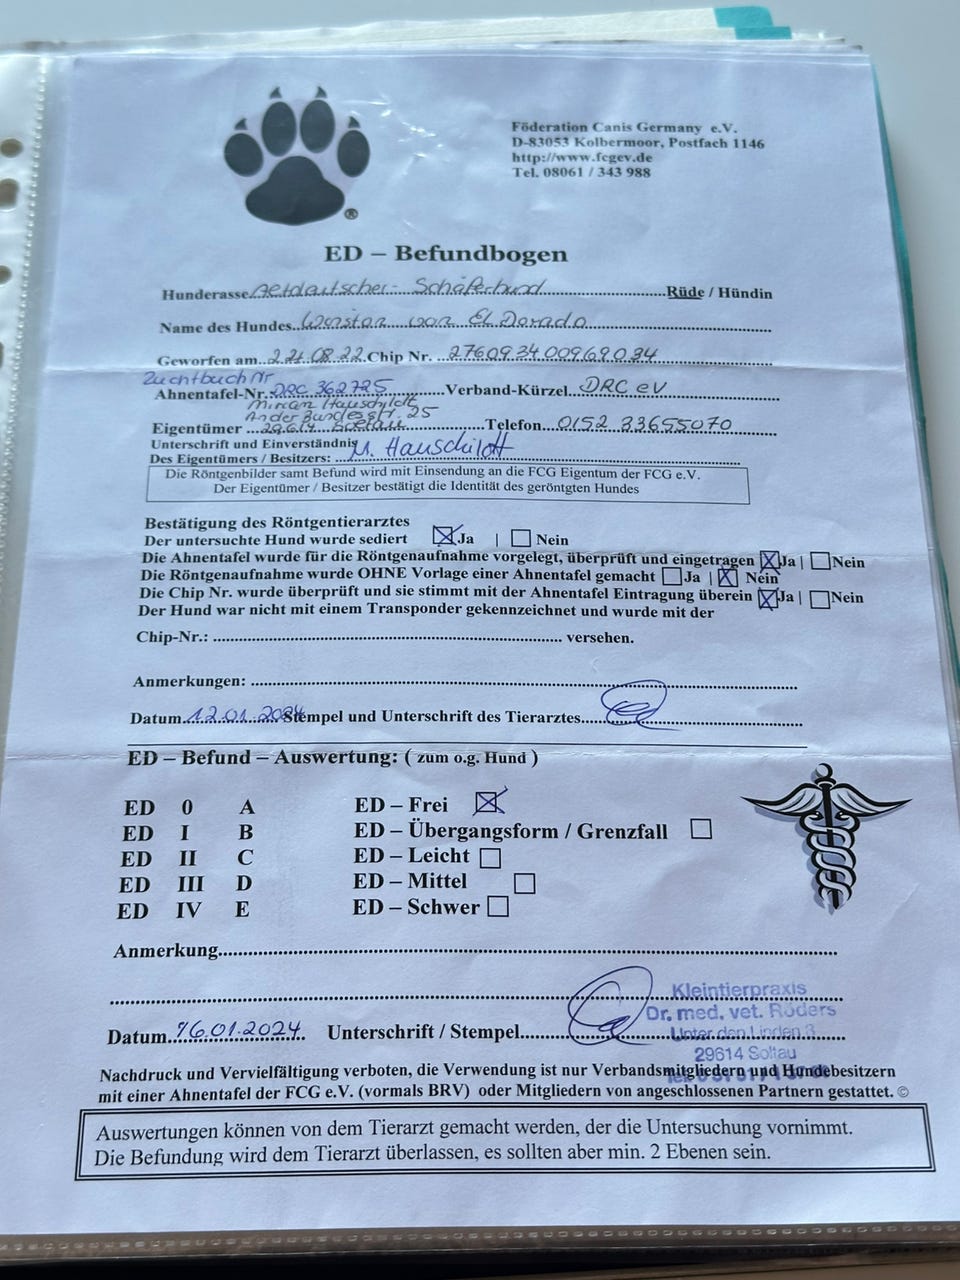 Föderation Canis Germany e.V.
D-83053 Kolbermoor, Postfach 1146
http://www.fcgev.de
Tel. 08061 / 343 988
®
ED – Befundbogen
Hunderasse Altdeutscher- Schäferhund Rüde / Hündin
Name des Hundes Winston von El Dorado
Geworfen am 08.22 Chip Nr. 276093400969034
Zuchtbuch Nr
Ahnentafel-Nr. DRC 362725 Verband-Kürzel DRC eV
Mirian Hauschildt
An der Bundesstr. 25
Eigentümer 29614 Soltau Telefon 0152 33655070
Unterschrift und Einverständnis
Des Eigentümers / Besitzers: M. Hauschildt
Die Röntgenbilder samt Befund wird mit Einsendung an die FCG Eigentum der FCG e.V.
Der Eigentümer / Besitzer bestätigt die Identität des geröntgten Hundes
Bestätigung des Röntgentierarztes
Der untersuchte Hund wurde sediert Ja | Nein
Die Ahnentafel wurde für die Röntgenaufnahme vorgelegt, überprüft und eingetragen Ja | Nein
Die Röntgenaufnahme wurde OHNE Vorlage einer Ahnentafel gemacht Ja | Nein
Die Chip Nr. wurde überprüft und sie stimmt mit der Ahnentafel Eintragung überein Ja | Nein
Der Hund war nicht mit einem Transponder gekennzeichnet und wurde mit der
Chip-Nr.: versehen.
Anmerkungen:
Datum 12.01.2024 Stempel und Unterschrift des Tierarztes
ED – Befund – Auswertung: ( zum o.g. Hund )
ED 0 A ED – Frei
ED I B ED – Übergangsform / Grenzfall
ED II C ED – Leicht
ED III D ED – Mittel
ED IV E ED – Schwer
Anmerkung
Kleintierpraxis
Dr. med. vet. Röders
Unter den Linden 3
29614 Soltau
Datum 16.01.2024 Unterschrift / Stempel
Nachdruck und Vervielfältigung verboten, die Verwendung ist nur Verbandsmitgliedern und Hundebesitzern
mit einer Ahnentafel der FCG e.V. (vormals BRV) oder Mitgliedern von angeschlossenen Partnern gestattet. ©
Auswertungen können von dem Tierarzt gemacht werden, der die Untersuchung vornimmt.
Die Befundung wird dem Tierarzt überlassen, es sollten aber min. 2 Ebenen sein.